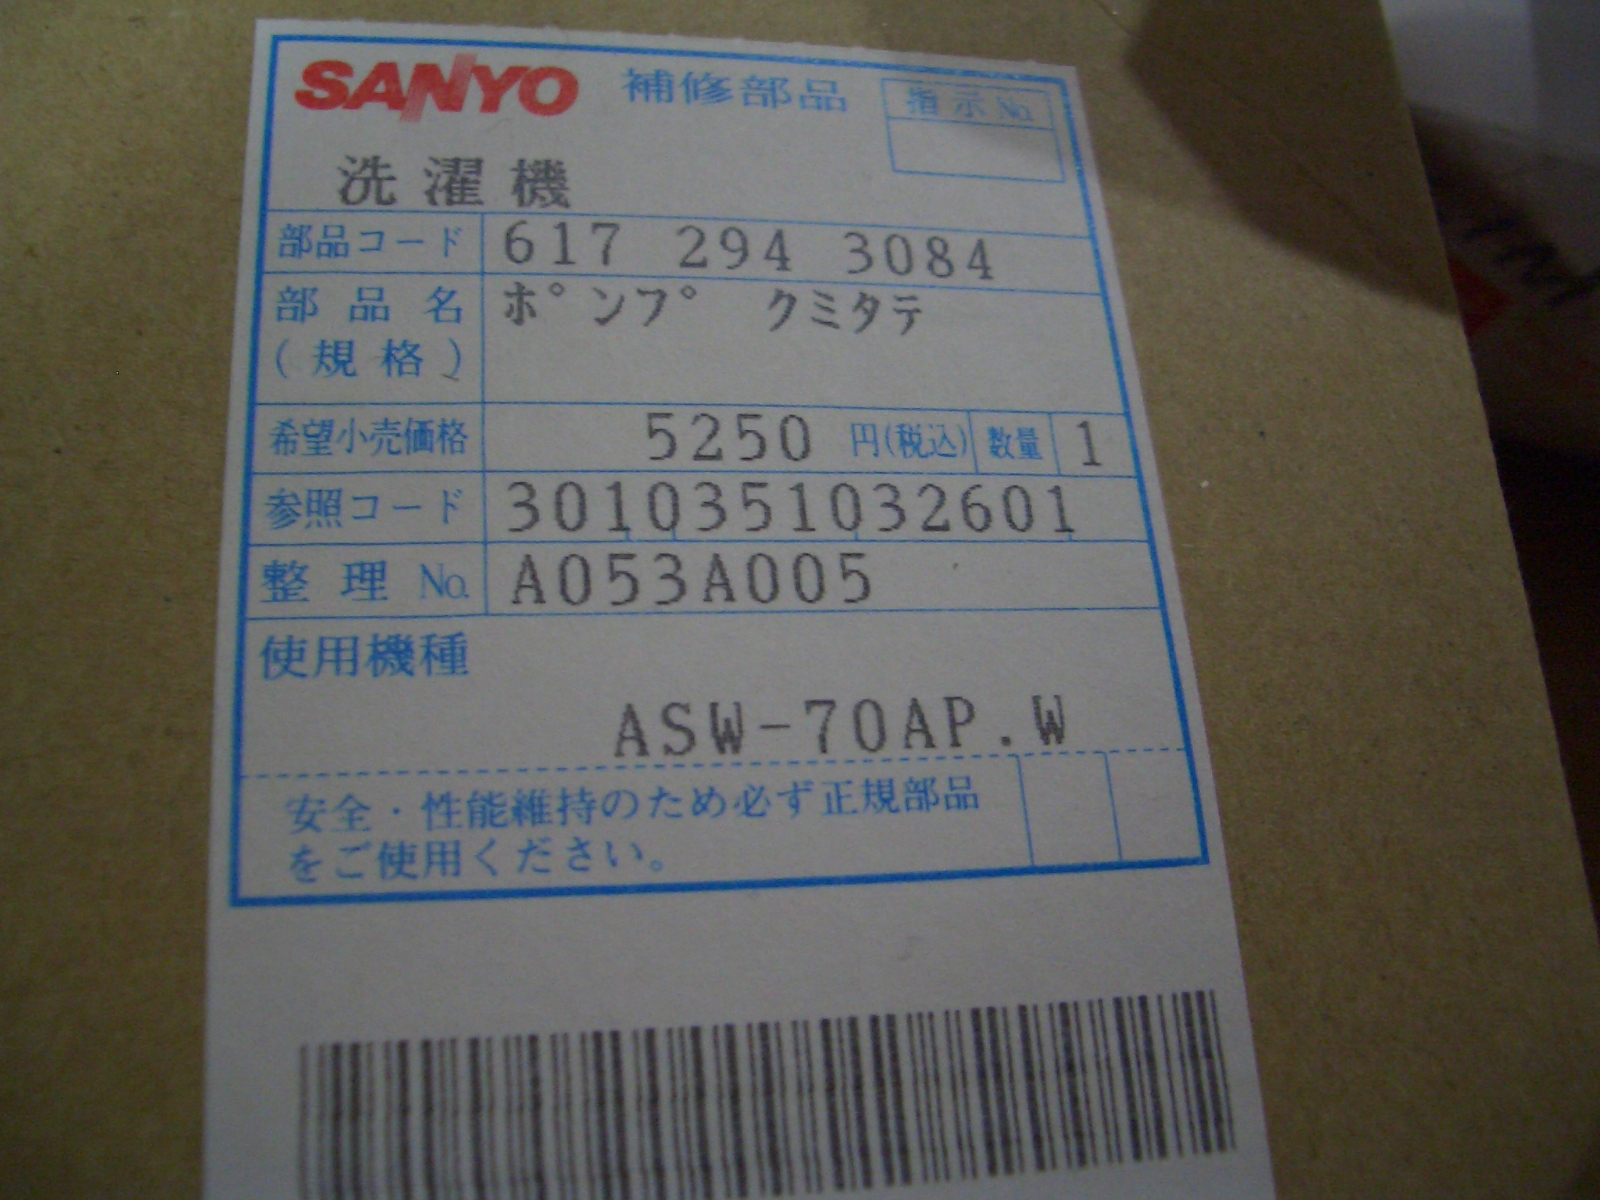 SANYO 補修部品 指示No.
洗濯機
部品コード 617 294 3084
部品名 ポンプ クミタテ
(規格)
希望小売価格 5250 円(税込) 数量 1
参照コード 3010351032601
整理No. A053A005
使用機種
ASW-70AP.W
安全・性能維持のため必ず正規部品
をご使用ください。